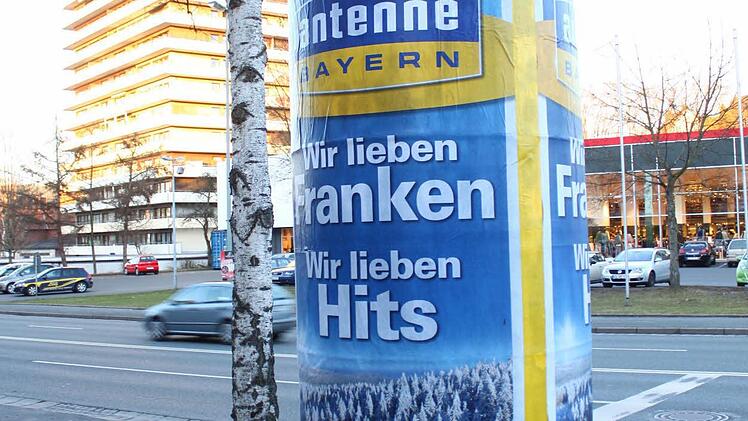 antenne
BAYERN
Wir lieben
Franken
Wir lieben
Hits